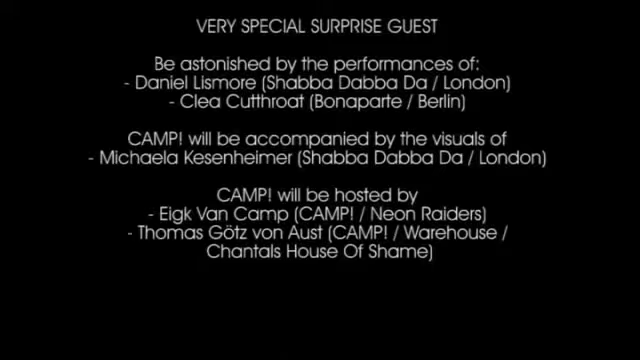 VERY SPECIAL SURPRISE GUEST
Be astonished by the performances of:
- Daniel Lismore (Shabba Dabba Da / London)
- Clea Cutthroat (Bonaparte / Berlin)
CAMP! will be accompanied by the visuals of
- Michaela Kesenheimer (Shabba Dabba Da / London)
CAMP! will be hosted by
- Eigk Van Camp (CAMP! / Neon Raiders)
- Thomas Götz von Aust (CAMP! / Warehouse /
Chantals House Of Shame)